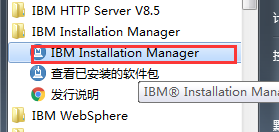 IBM HTTP Server V8.5
IBM Installation Manager
IBM Installation Manager
查看已安装的软件包
发行说明
IBM® Installation Mana
IBM WebSphere